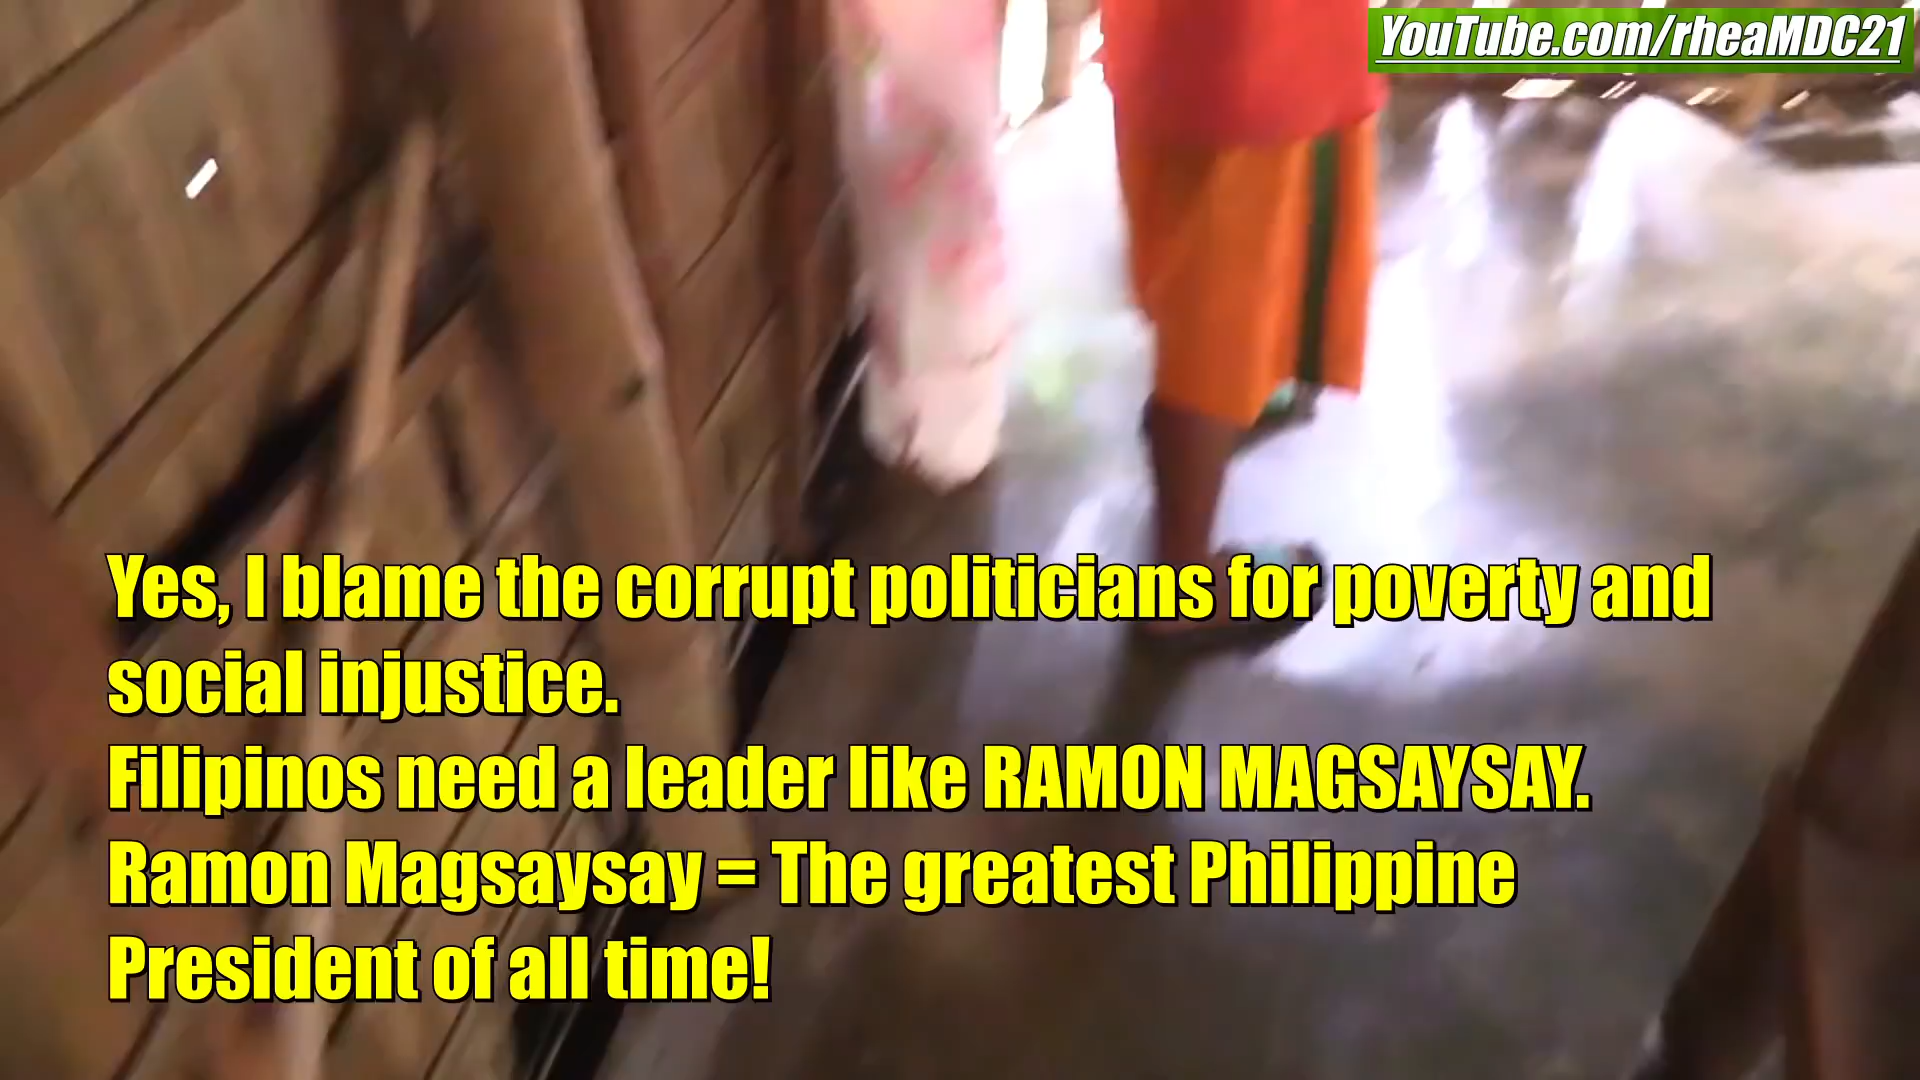 YouTube.com/rheaMDC21
Yes, I blame the corrupt politicians for poverty and
social injustice.
Filipinos need a leader like RAMON MAGSAYSAY.
Ramon Magsaysay = The greatest Philippine
President of all time!